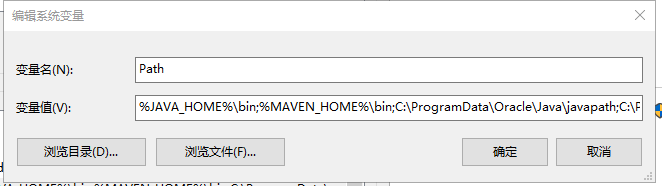 编辑系统变量
变量名(N):
Path
变量值(V):
%JAVA_HOME%\bin;%MAVEN_HOME%\bin;C:\ProgramData\Oracle\Java\javapath;C:\P
浏览目录(D)...
浏览文件(F)...
确定
取消